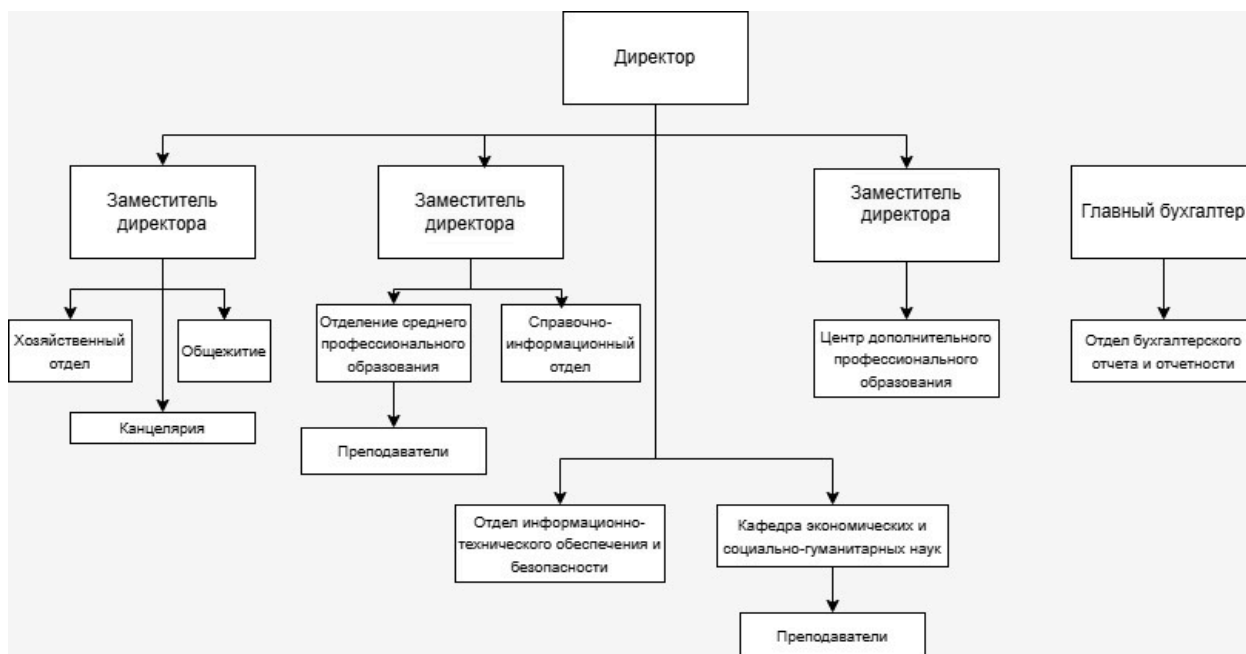 Директор
Заместитель
директора
Заместитель
директора
Заместитель
директора
Главный бухгалтер
Хозяйственный
отдел
Общежитие
Канцелярия
Отделение среднего
профессионального
образования
Справочно-
информационный
отдел
Преподаватели
Центр дополнительного
профессионального
образования
Отдел бухгалтерского
отчета и отчетности
Отдел информационно-
технического обеспечения и
безопасности
Кафедра экономических и
социально-гуманитарных наук
Преподаватели